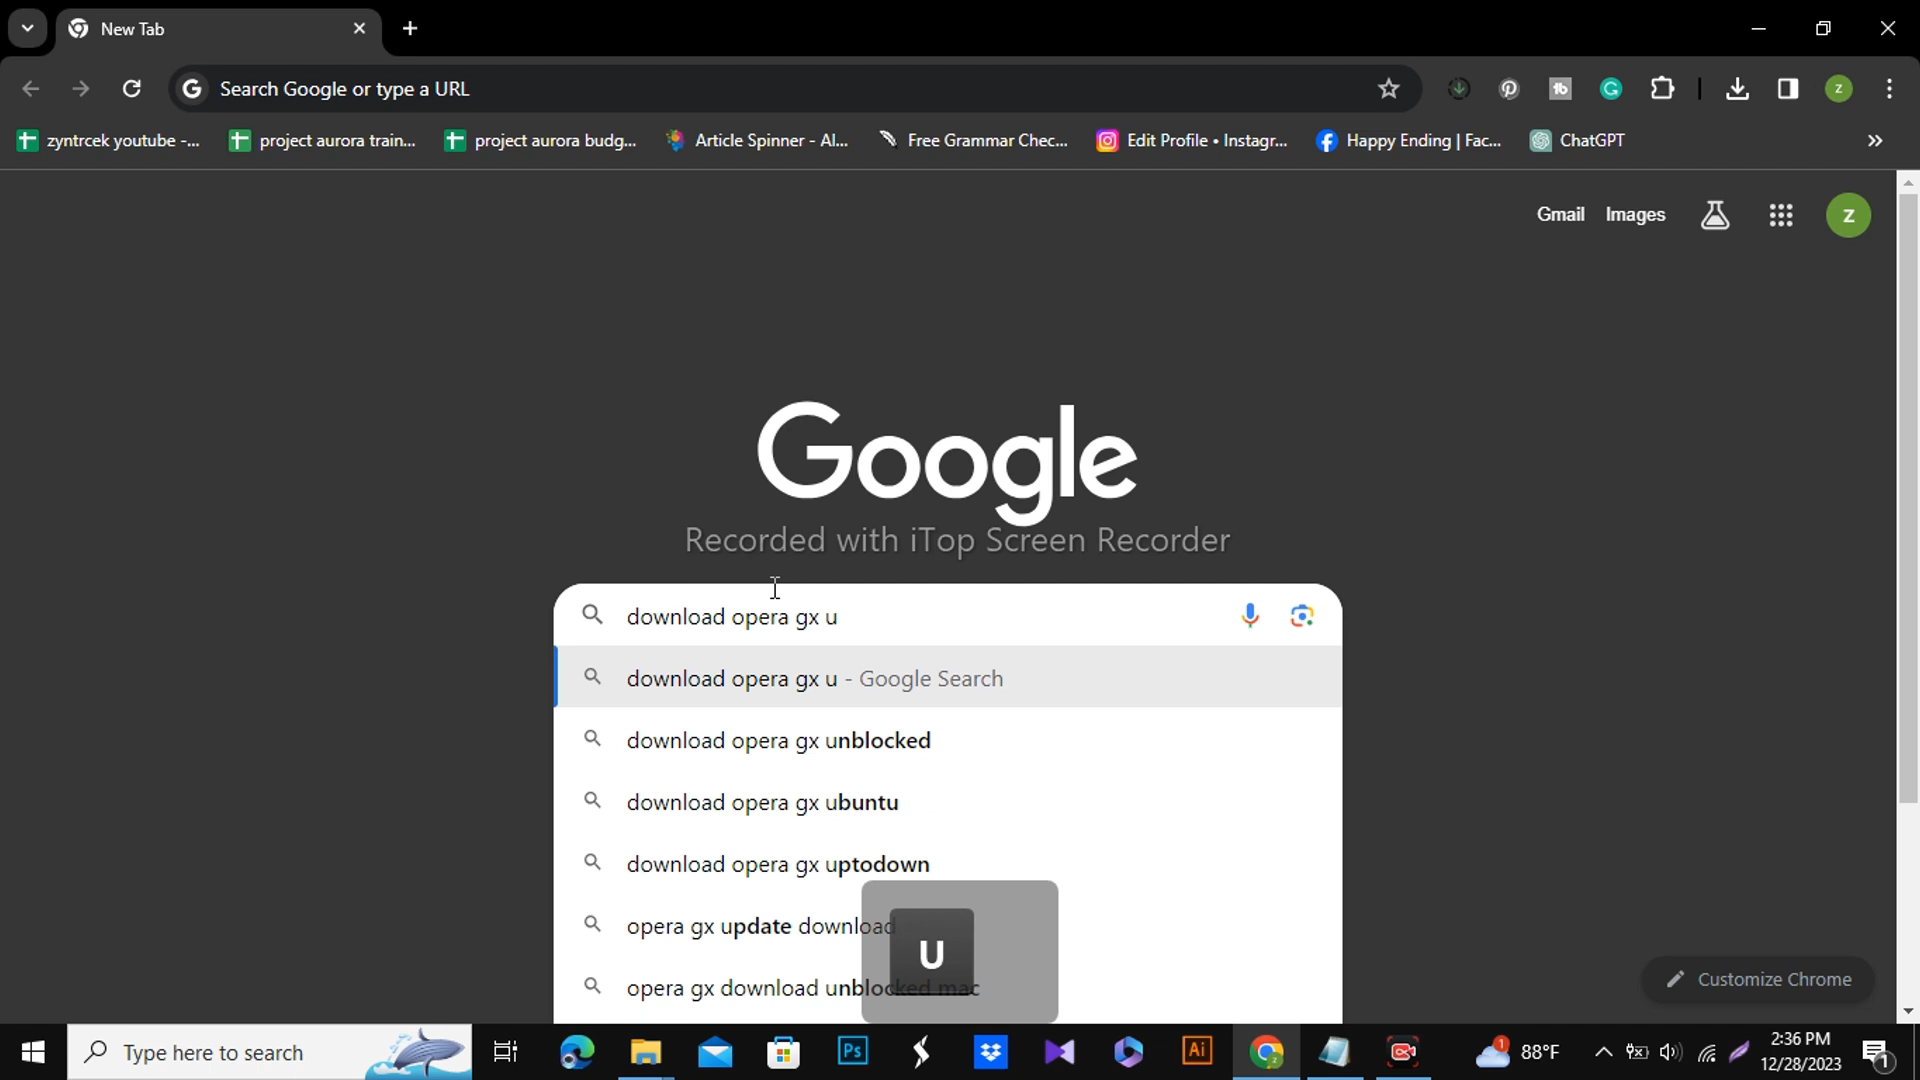 New Tab
Search Google or type a URL
zyntrcek youtube -... project aurora train... project aurora budg... Article Spinner - Al... Free Grammar Chec... Edit Profile • Instagr... Happy Ending | Fac... ChatGPT
Gmail Images
Z
Google
Recorded with iTop Screen Recorder
download opera gx u
download opera gx u - Google Search
download opera gx unblocked
download opera gx ubuntu
download opera gx uptodown
opera gx update download
U
opera gx download unblocked mac
Customize Chrome
Type here to search
Ps
Ai
88°F
2:36 PM
12/28/2023
1